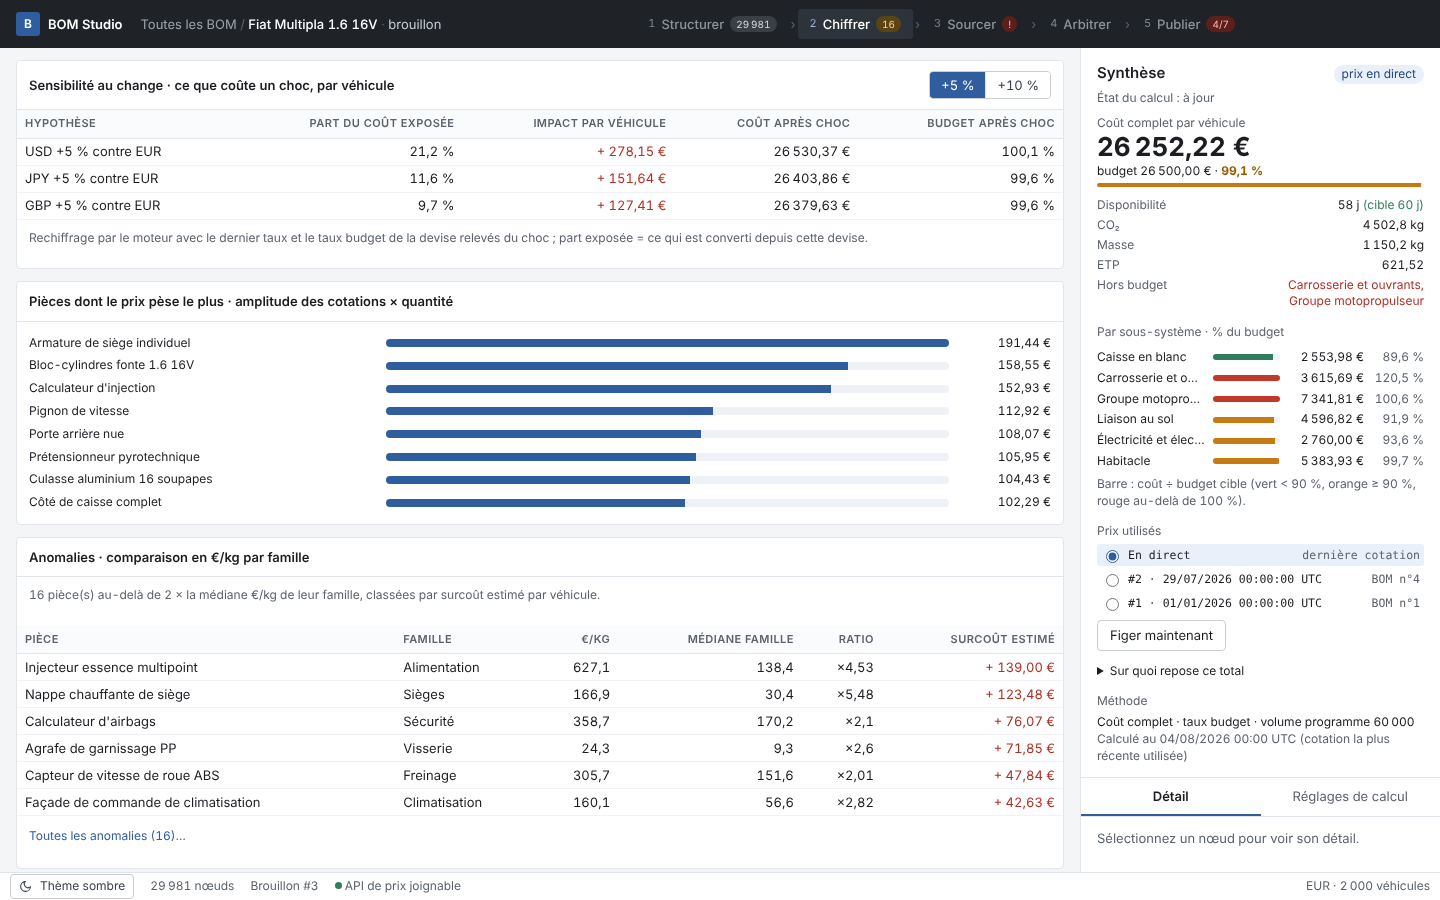 B BOM Studio Toutes les BOM / Fiat Multipla 1.6 16V · brouillon 1 Structurer 29 981 › 2 Chiffrer 16 › 3 Sourcer ! › 4 Arbitrer › 5 Publier 4/7
Sensibilité au change · ce que coûte un choc, par véhicule +5 % +10 %
HYPOTHÈSE PART DU COÛT EXPOSÉE IMPACT PAR VÉHICULE COÛT APRÈS CHOC BUDGET APRÈS CHOC
USD +5 % contre EUR 21,2 % + 278,15 € 26 530,37 € 100,1 %
JPY +5 % contre EUR 11,6 % + 151,64 € 26 403,86 € 99,6 %
GBP +5 % contre EUR 9,7 % + 127,41 € 26 379,63 € 99,6 %
Rechiffrage par le moteur avec le dernier taux et le taux budget de la devise relevés du choc ; part exposée = ce qui est converti depuis cette devise.
Pièces dont le prix pèse le plus · amplitude des cotations × quantité
Armature de siège individuel 191,44 €
Bloc-cylindres fonte 1.6 16V 158,55 €
Calculateur d'injection 152,93 €
Pignon de vitesse 112,92 €
Porte arrière nue 108,07 €
Prétensionneur pyrotechnique 105,95 €
Culasse aluminium 16 soupapes 104,43 €
Côté de caisse complet 102,29 €
Anomalies · comparaison en €/kg par famille
16 pièce(s) au-delà de 2 × la médiane €/kg de leur famille, classées par surcoût estimé par véhicule.
PIÈCE FAMILLE €/KG MÉDIANE FAMILLE RATIO SURCOÛT ESTIMÉ
Injecteur essence multipoint Alimentation 627,1 138,4 ×4,53 + 139,00 €
Nappe chauffante de siège Sièges 166,9 30,4 ×5,48 + 123,48 €
Calculateur d'airbags Sécurité 358,7 170,2 ×2,1 + 76,07 €
Agrafe de garnissage PP Visserie 24,3 9,3 ×2,6 + 71,85 €
Capteur de vitesse de roue ABS Freinage 305,7 151,6 ×2,01 + 47,84 €
Façade de commande de climatisation Climatisation 160,1 56,6 ×2,82 + 42,63 €
Toutes les anomalies (16)…
Synthèse prix en direct
État du calcul : à jour
Coût complet par véhicule
26 252,22 €
budget 26 500,00 € · 99,1 %
Disponibilité 58 j (cible 60 j)
CO₂ 4 502,8 kg
Masse 1 150,2 kg
ETP 621,52
Hors budget Carrosserie et ouvrants,
Groupe motopropulseur
Par sous-système · % du budget
Caisse en blanc 2 553,98 € 89,6 %
Carrosserie et o… 3 615,69 € 120,5 %
Groupe motopro… 7 341,81 € 100,6 %
Liaison au sol 4 596,82 € 91,9 %
Électricité et élec… 2 760,00 € 93,6 %
Habitacle 5 383,93 € 99,7 %
Barre : coût ÷ budget cible (vert < 90 %, orange ≥ 90 %,
rouge au-delà de 100 %).
Prix utilisés
En direct dernière cotation
#2 · 29/07/2026 00:00:00 UTC BOM n°4
#1 · 01/01/2026 00:00:00 UTC BOM n°1
Figer maintenant
Sur quoi repose ce total
Méthode
Coût complet · taux budget · volume programme 60 000
Calculé au 04/08/2026 00:00 UTC (cotation la plus
récente utilisée)
Détail Réglages de calcul
Sélectionnez un nœud pour voir son détail.
Thème sombre 29 981 nœuds Brouillon #3 API de prix joignable EUR · 2 000 véhicules